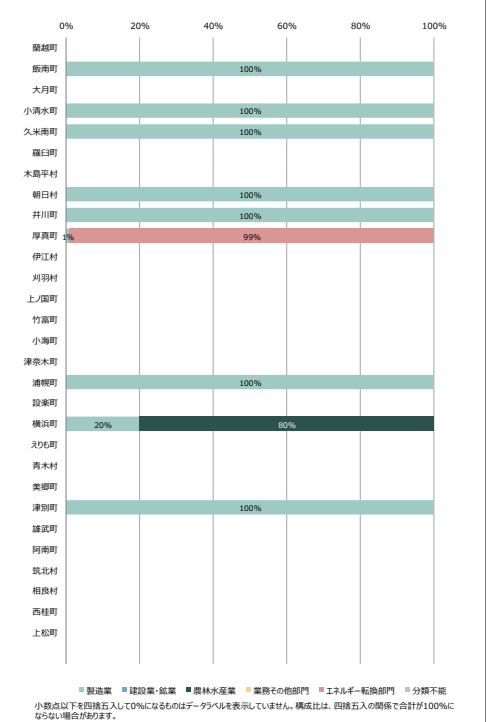 0% 20% 40% 60% 80% 100%
蘭越町
飯南町 100%
大月町
小清水町 100%
久米南町 100%
羅臼町
木島平村
朝日村 100%
井川町 100%
厚真町 1% 99%
伊江村
刈羽村
上ノ国町
竹富町
小海町
津奈木町
浦幌町 100%
設楽町
横浜町 20% 80%
えりも町
青木村
美郷町
津別町 100%
雄武町
阿南町
筑北村
相良村
西桂町
上松町
製造業 建設業・鉱業 農林水産業 業務その他部門 エネルギー転換部門 分類不能
小数点以下を四捨五入して0%になるものはデータラベルを表示していません。構成比は、四捨五入の関係で合計が100%に
ならない場合があります。